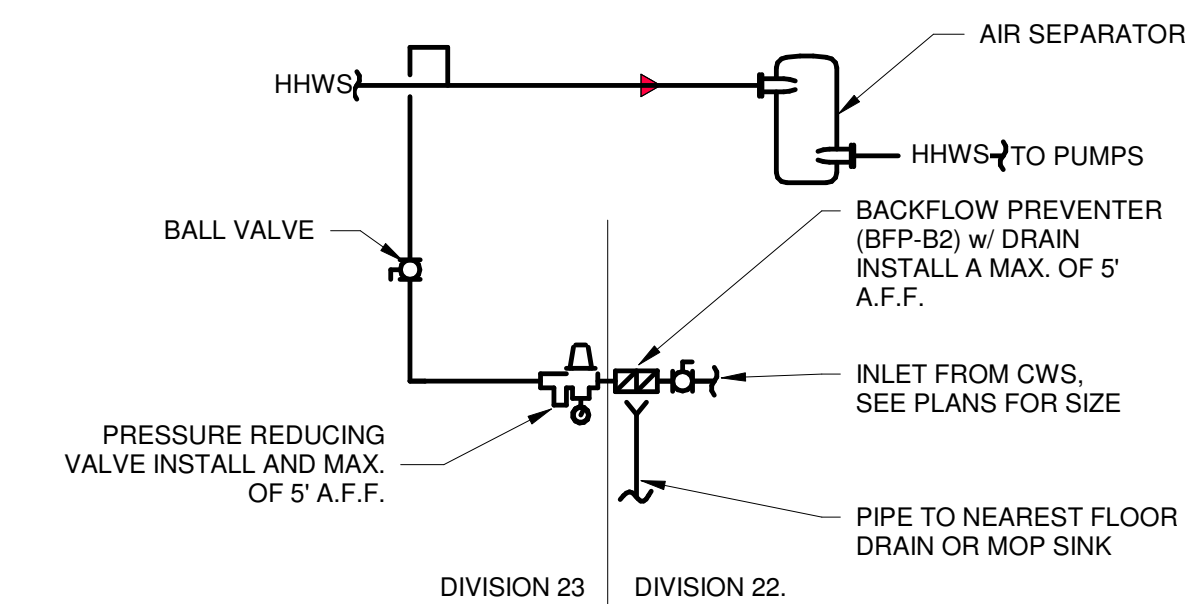 AIR SEPARATOR
HHWS
HHWS
TO PUMPS
BACKFLOW PREVENTER
(BFP-B2) w/ DRAIN
INSTALL A MAX. OF 5'
A.F.F.
BALL VALVE
INLET FROM CWS,
SEE PLANS FOR SIZE
PRESSURE REDUCING
VALVE INSTALL AND MAX.
OF 5' A.F.F.
PIPE TO NEAREST FLOOR
DRAIN OR MOP SINK
DIVISION 23
DIVISION 22.